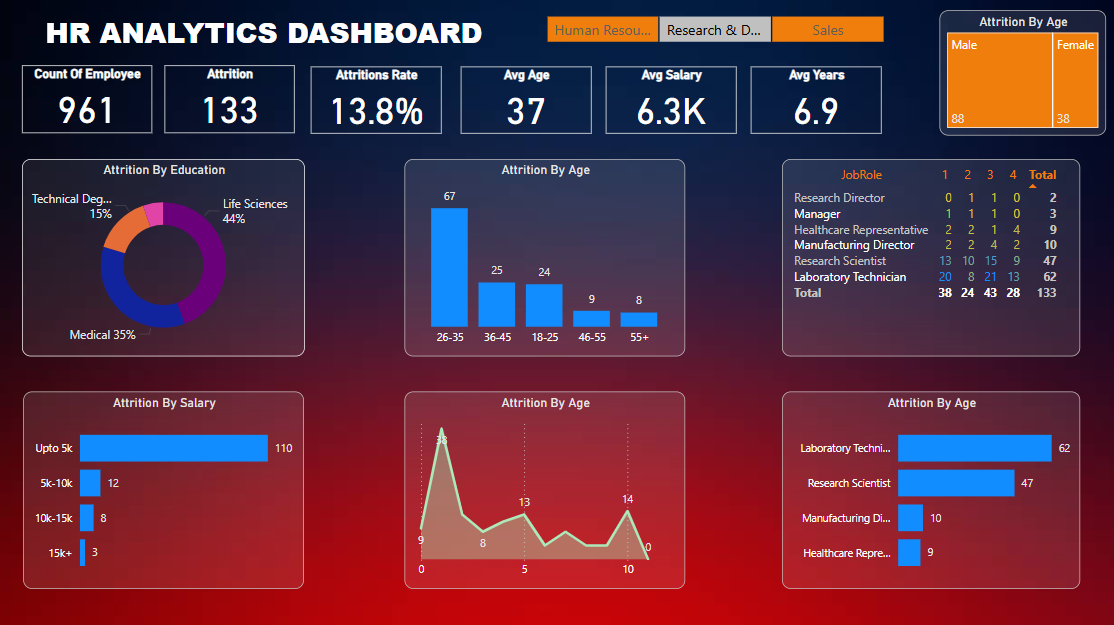 HR ANALYTICS DASHBOARD
Human Resou... Research & D... Sales
Attrition By Age
Male Female
88 38
Count Of Employee
961
Attrition
133
Attritions Rate
13.8%
Avg Age
37
Avg Salary
6.3K
Avg Years
6.9
Attrition By Education
Technical Deg...
15%
Life Sciences
44%
Medical 35%
Attrition By Age
67
25
24
9
8
26-35 36-45 18-25 46-55 55+
JobRole 1 2 3 4 Total
Research Director 0 1 1 0 2
Manager 1 1 1 0 3
Healthcare Representative 2 2 1 4 9
Manufacturing Director 2 2 4 2 10
Research Scientist 13 10 15 9 47
Laboratory Technician 20 8 21 13 62
Total 38 24 43 28 133
Attrition By Salary
Upto 5k 110
5k-10k 12
10k-15k 8
15k+ 3
Attrition By Age
38
9
8
13
14
0
0 5 10
Attrition By Age
Laboratory Techni... 62
Research Scientist 47
Manufacturing Di... 10
Healthcare Repre... 9